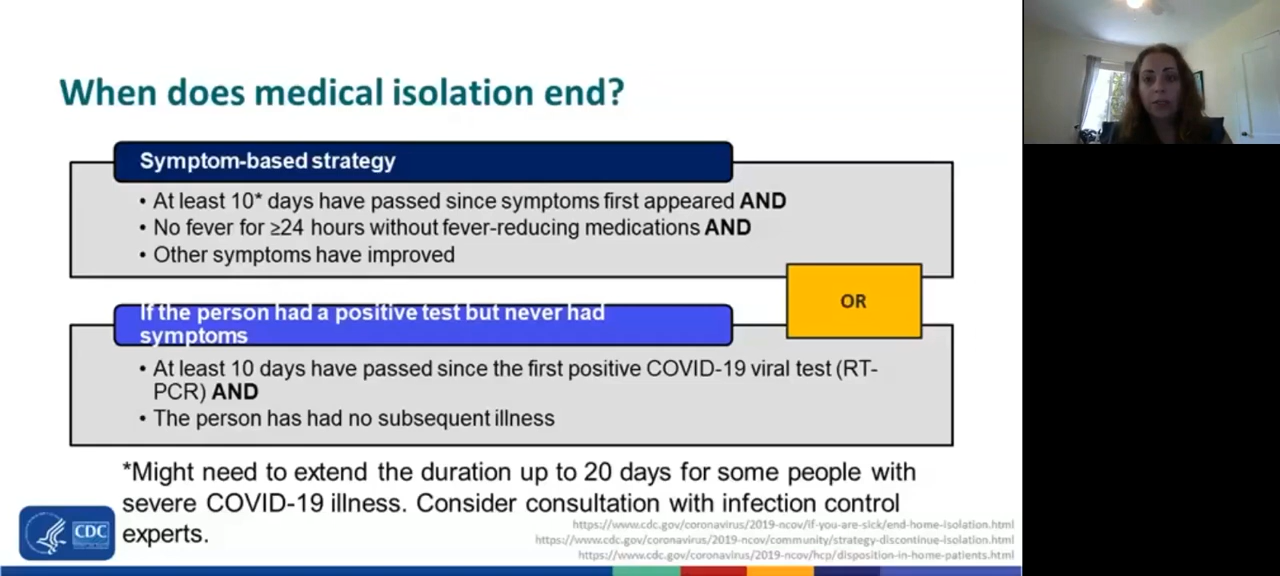 When does medical isolation end?
Symptom-based strategy
• At least 10* days have passed since symptoms first appeared AND
• No fever for ≥24 hours without fever-reducing medications AND
• Other symptoms have improved
OR
If the person had a positive test but never had
symptoms
• At least 10 days have passed since the first positive COVID-19 viral test (RT-
PCR) AND
• The person has had no subsequent illness
*Might need to extend the duration up to 20 days for some people with
severe COVID-19 illness. Consider consultation with infection control
experts.
CDC
https://www.cdc.gov/coronavirus/2019-ncov/if-you-are-sick/end-home-isolation.html
https://www.cdc.gov/coronavirus/2019-ncov/community/strategy-discontinue-isolation.html
https://www.cdc.gov/coronavirus/2019-ncov/hcp/disposition-in-home-patients.html